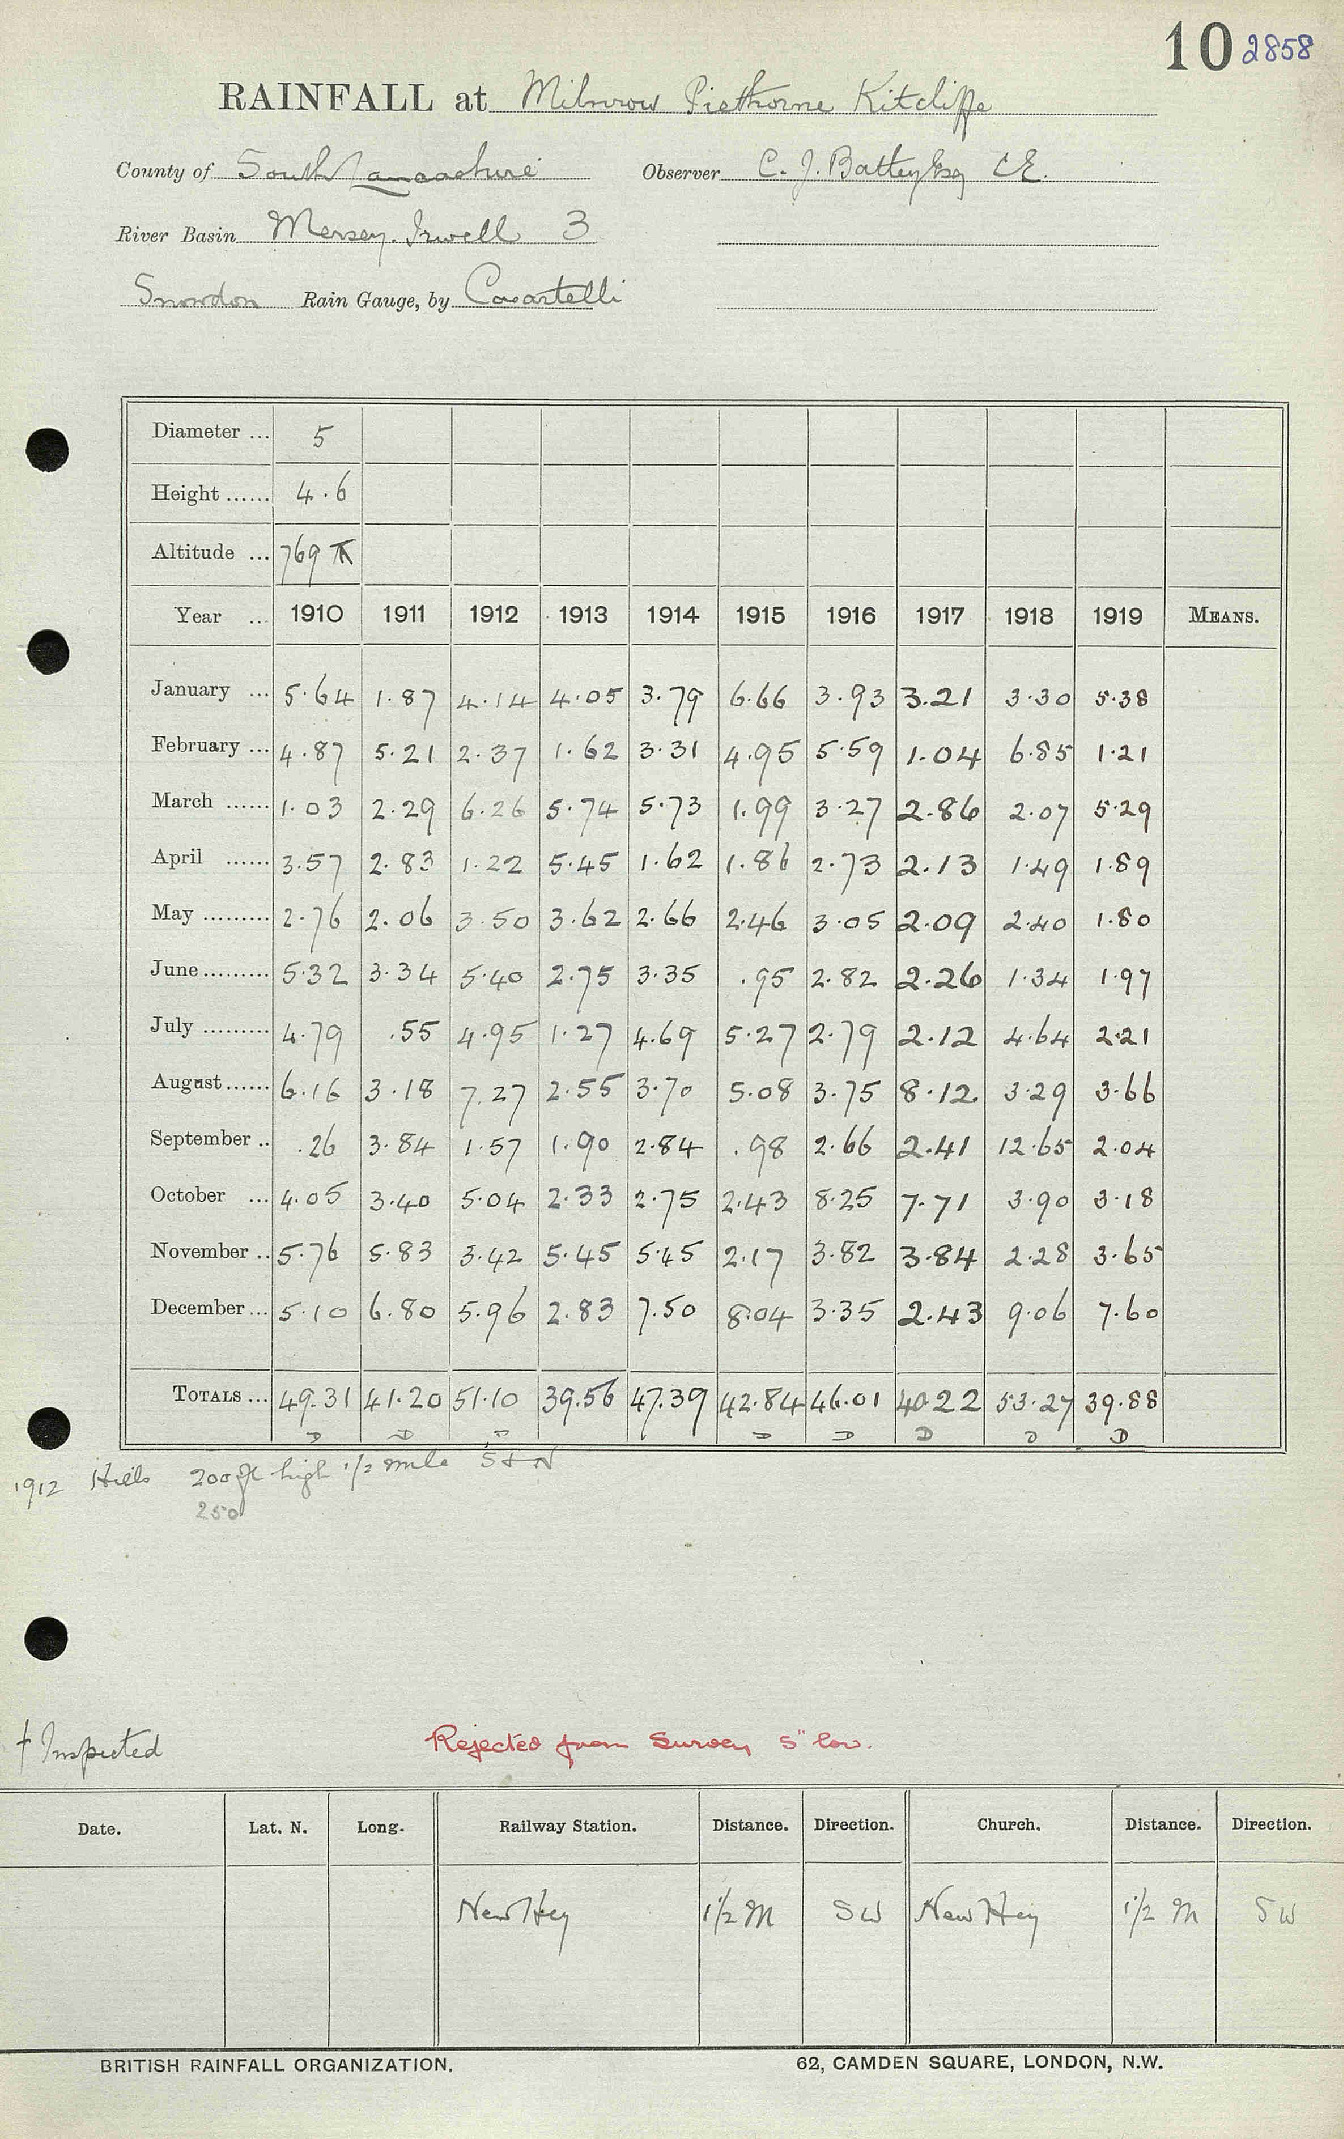 10 2858
RAINFALL at Milnrow Piethorne Kitcliffe
County of South Lancashire Observer C. J. Battey Esq CE.
River Basin Mersey. Irwell 3
Snowdon Rain Gauge, by Casartelli
Diameter ... 5
Height ...... 4.6
Altitude ... 769
Year ... 1910 1911 1912 1913 1914 1915 1916 1917 1918 1919 MEANS.
January ... 5.64 1.87 4.14 4.05 3.79 6.66 3.93 3.21 3.30 5.38
February ... 4.87 5.21 2.37 1.62 3.31 4.95 5.59 1.04 6.85 1.21
March ...... 1.03 2.29 6.26 5.74 5.73 1.99 3.27 2.86 2.07 5.29
April ...... 3.57 2.83 1.22 5.45 1.62 1.86 2.73 2.13 1.49 1.89
May ......... 2.76 2.06 3.50 3.62 2.66 2.46 3.05 2.09 2.40 1.80
June ......... 5.32 3.34 5.40 2.75 3.35 .95 2.82 2.26 1.34 1.97
July ......... 4.79 .55 4.95 1.27 4.69 5.27 2.79 2.12 4.64 2.21
August ...... 6.16 3.18 7.27 2.55 3.70 5.08 3.75 8.12 3.29 3.66
September .. .26 3.84 1.57 1.90 2.84 .98 2.66 2.41 12.65 2.04
October ... 4.05 3.40 5.04 2.33 2.75 2.43 8.25 7.71 3.90 3.18
November .. 5.76 5.83 3.42 5.45 5.45 2.17 3.82 3.84 2.28 3.65
December ... 5.10 6.80 5.96 2.83 7.50 8.04 3.35 2.43 9.06 7.60
TOTALS ... 49.31 41.20 51.10 39.56 47.39 42.84 46.01 40.22 53.27 39.88
D D D D D D D D
1912 Hills 200 ft high 1/2 mile S & N
250
† Inspected Rejected from Survey 5" low.
Date. Lat. N. Long. Railway Station. Distance. Direction. Church. Distance. Direction.
New Hey 1 1/2 M SW New Hey 1 1/2 M SW
BRITISH RAINFALL ORGANIZATION. 62, CAMDEN SQUARE, LONDON, N.W.